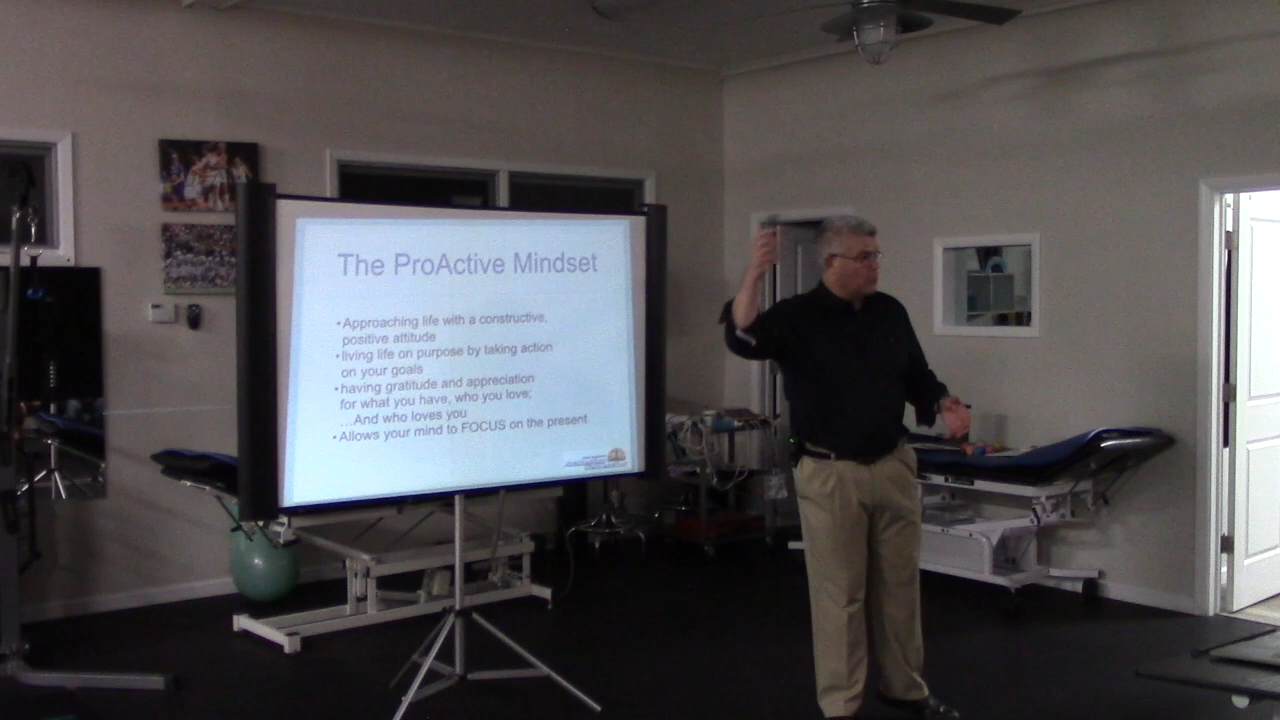 The ProActive Mindset
•Approaching life with a constructive,
positive attitude
•living life on purpose by taking action
on your goals
•having gratitude and appreciation
for what you have, who you love;
...And who loves you
•Allows your mind to FOCUS on the present